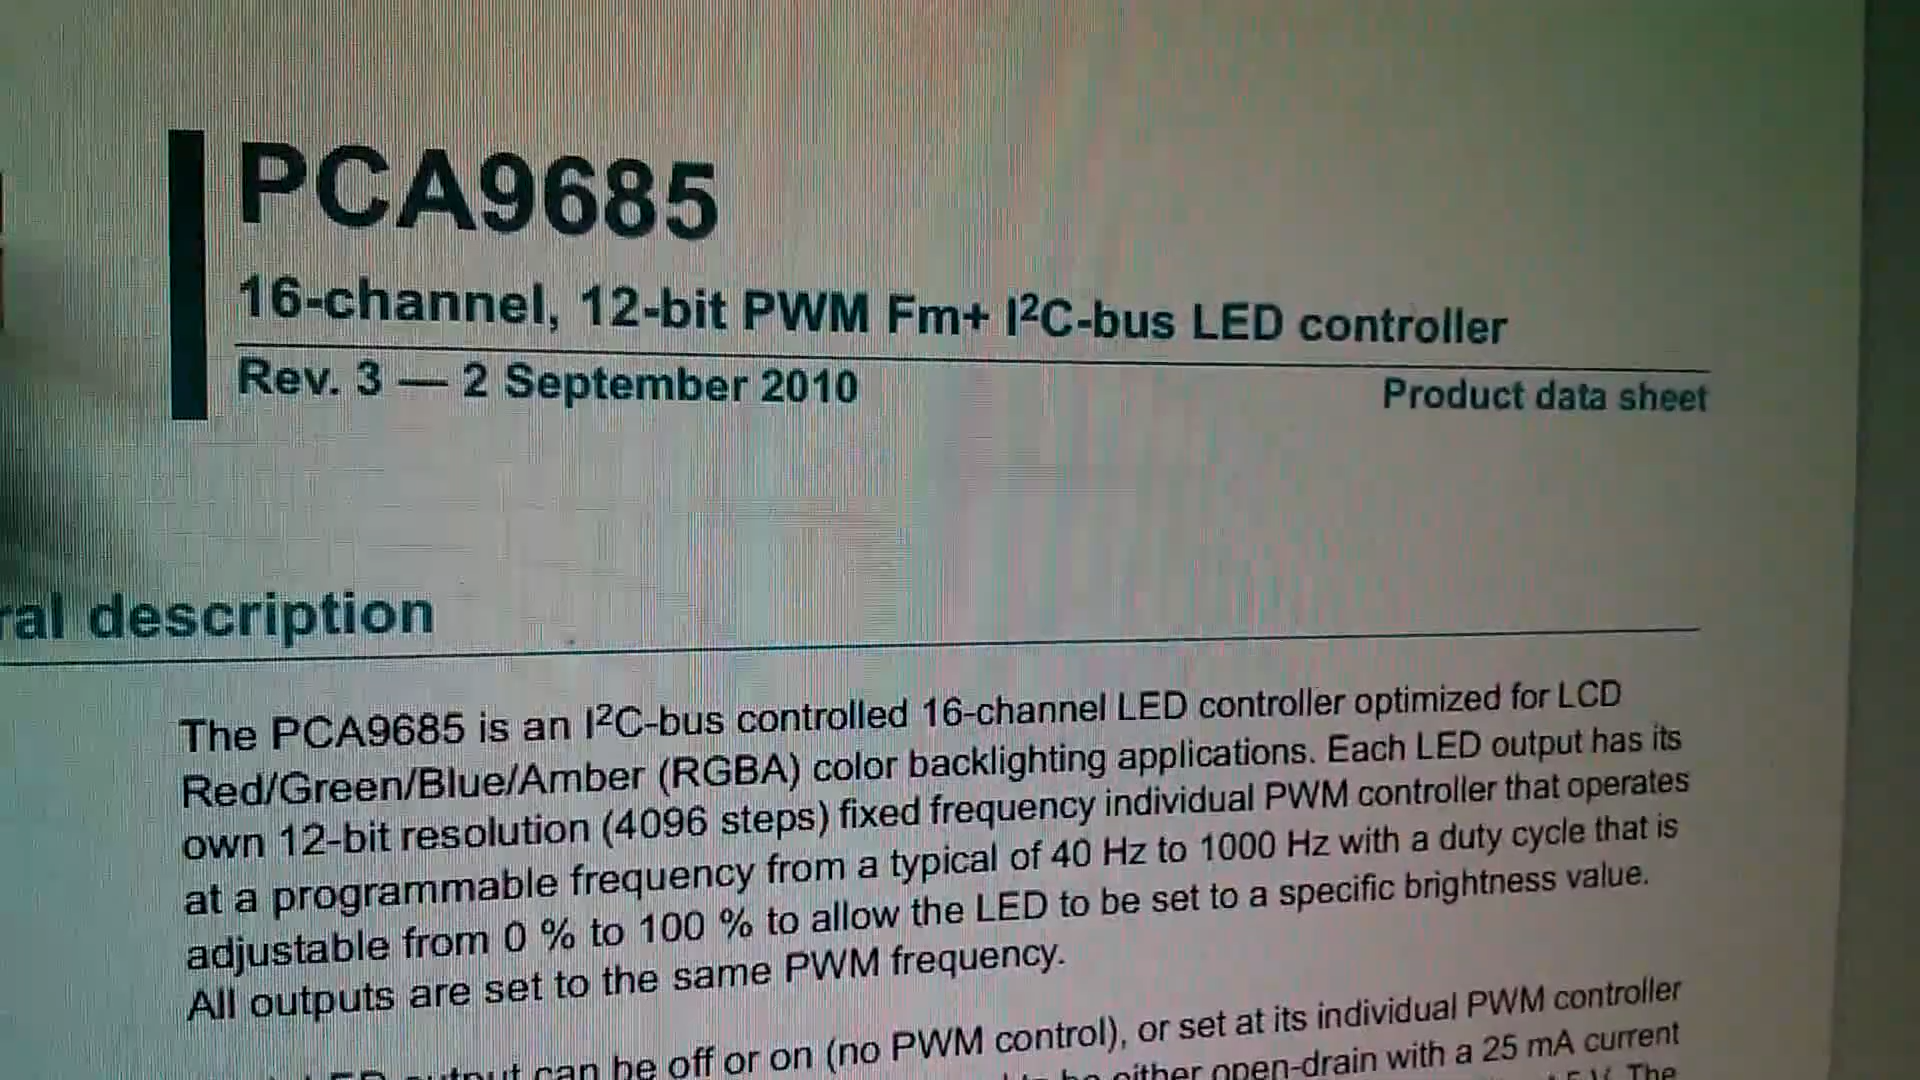 PCA9685
16-channel, 12-bit PWM Fm+ I²C-bus LED controller
Rev. 3 — 2 September 2010
Product data sheet
ral description
The PCA9685 is an I²C-bus controlled 16-channel LED controller optimized for LCD
Red/Green/Blue/Amber (RGBA) color backlighting applications. Each LED output has its
own 12-bit resolution (4096 steps) fixed frequency individual PWM controller that operates
at a programmable frequency from a typical of 40 Hz to 1000 Hz with a duty cycle that is
adjustable from 0 % to 100 % to allow the LED to be set to a specific brightness value.
All outputs are set to the same PWM frequency.
output can be off or on (no PWM control), or set at its individual PWM controller
either open-drain with a 25 mA current
The